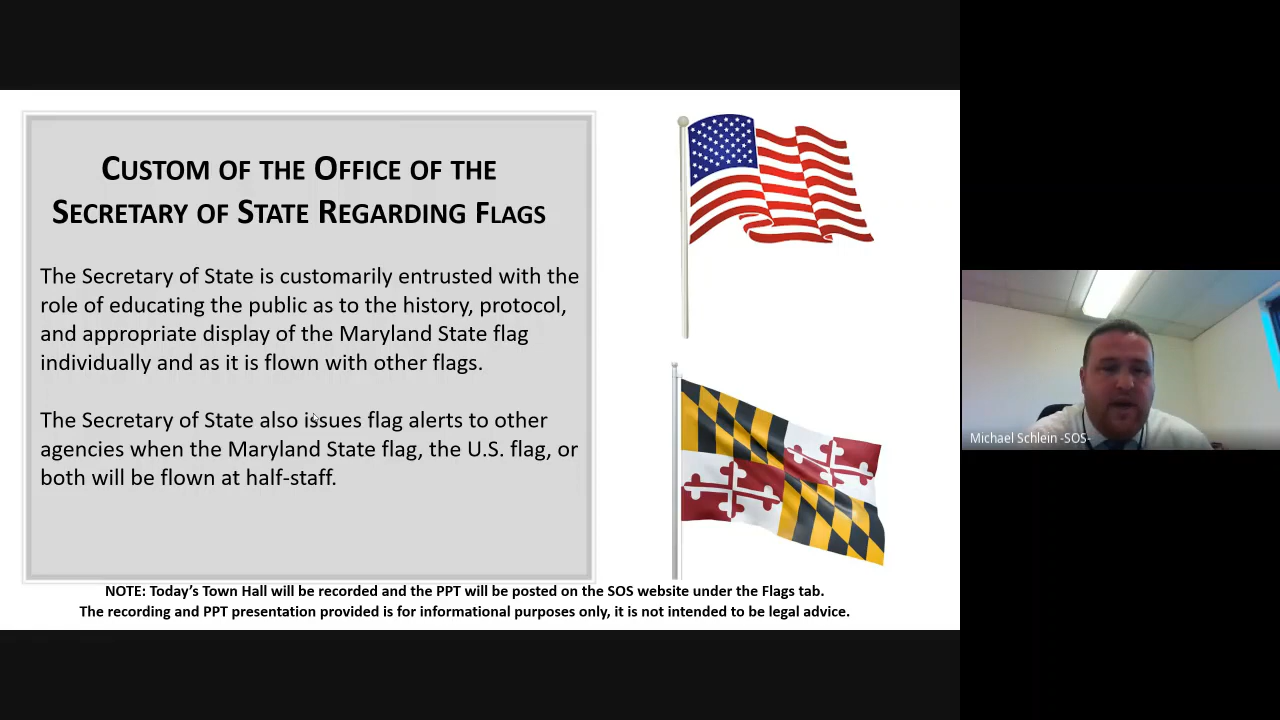 CUSTOM OF THE OFFICE OF THE
SECRETARY OF STATE REGARDING FLAGS
The Secretary of State is customarily entrusted with the
role of educating the public as to the history, protocol,
and appropriate display of the Maryland State flag
individually and as it is flown with other flags.
The Secretary of State also issues flag alerts to other
agencies when the Maryland State flag, the U.S. flag, or
both will be flown at half-staff.
NOTE: Today's Town Hall will be recorded and the PPT will be posted on the SOS website under the Flags tab.
The recording and PPT presentation provided is for informational purposes only, it is not intended to be legal advice.
Michael Schlein -SOS-